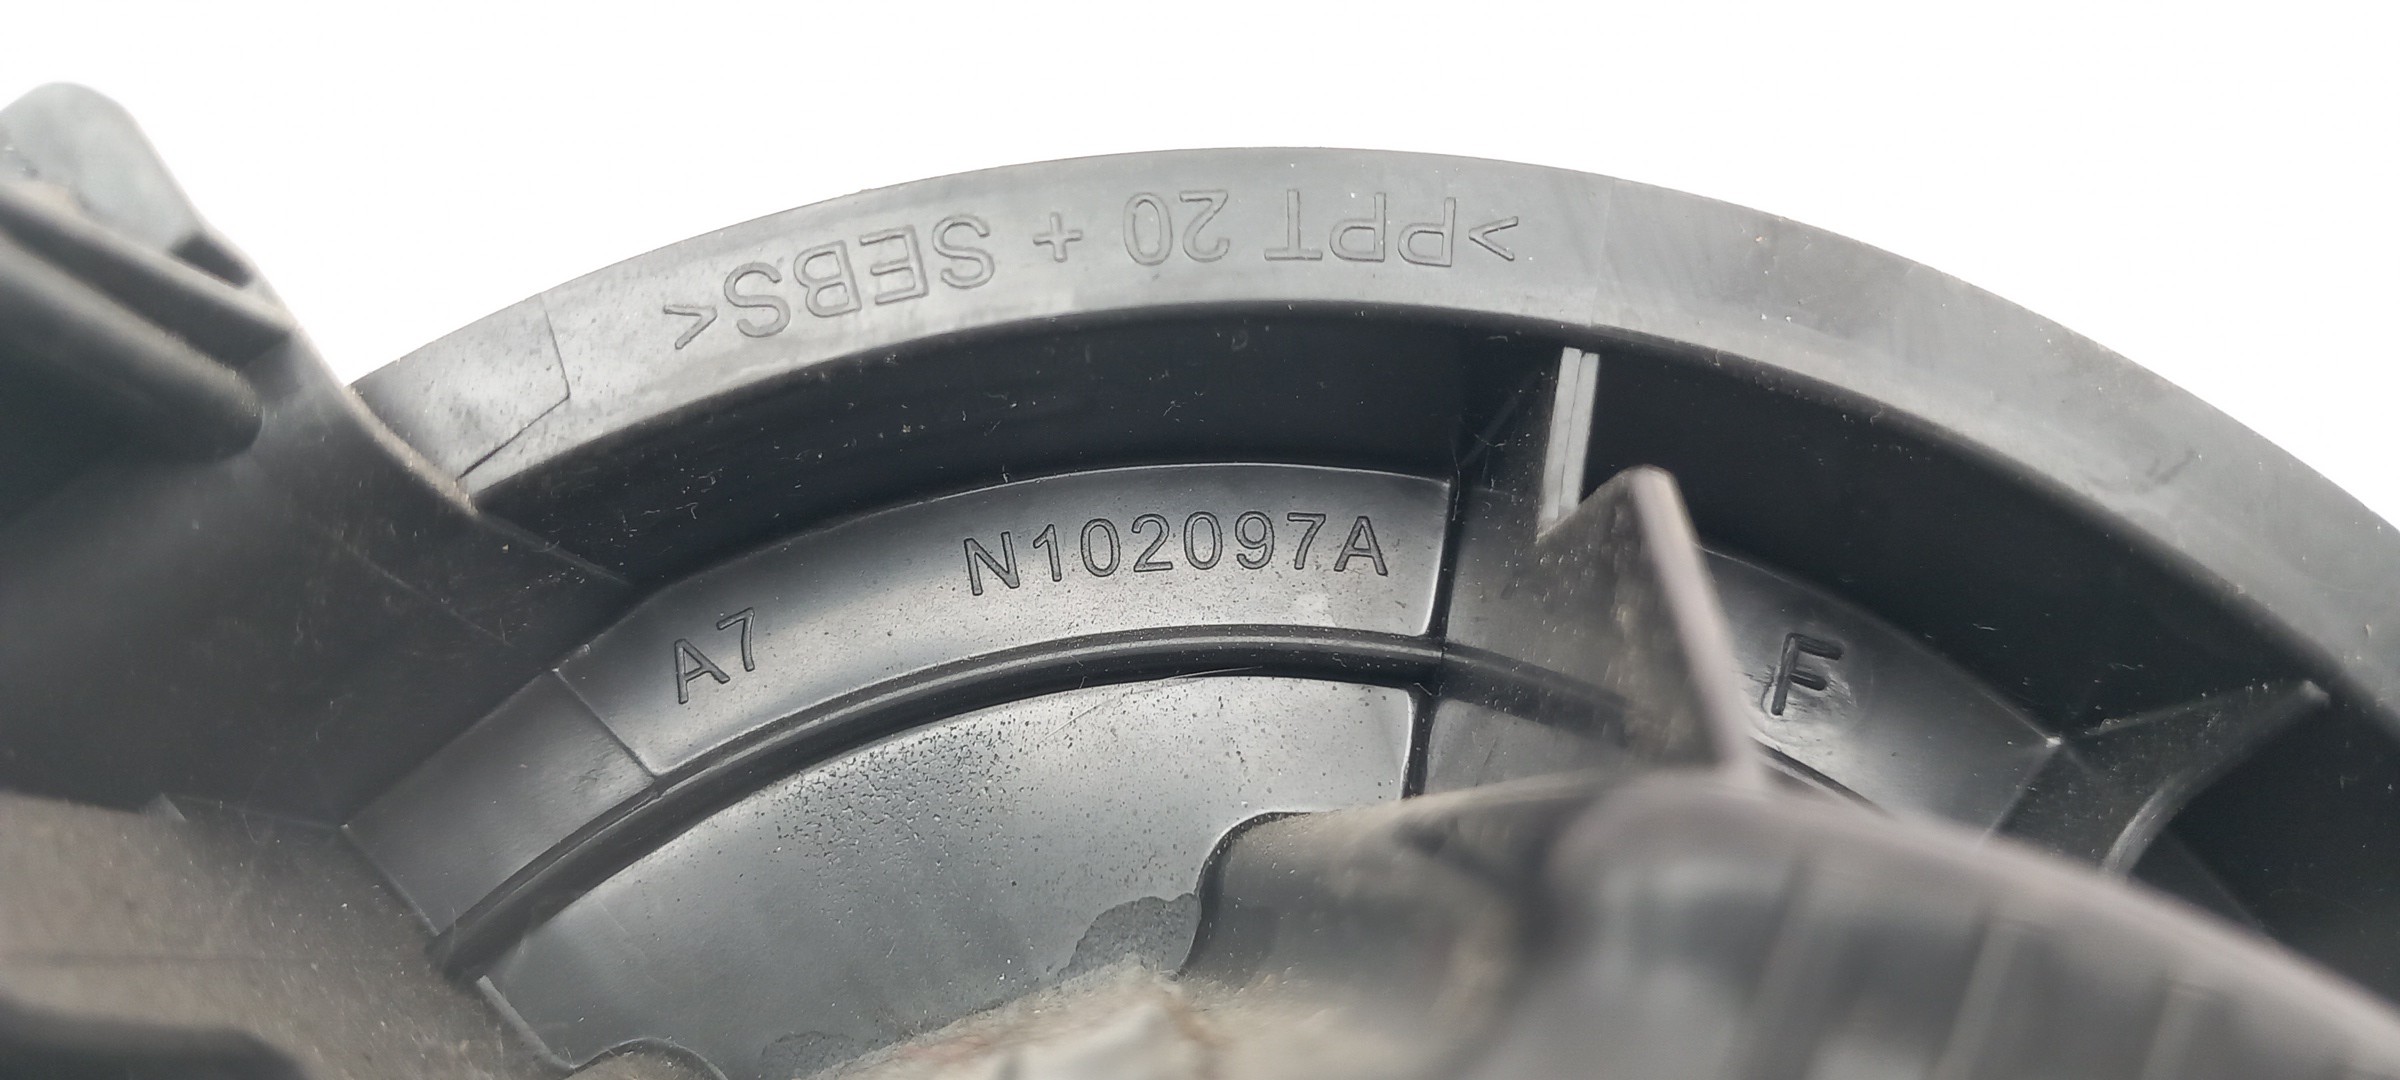 >PPT 20 + SEBS<
N102097A
A7
F